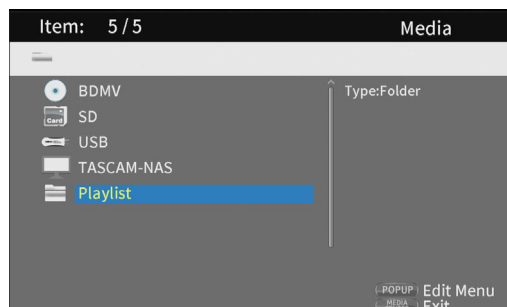 Item: 5/5 Media
BDMV
Type:Folder
Card SD
USB
TASCAM-NAS
Playlist
POPUP Edit Menu
MEDIA Exit